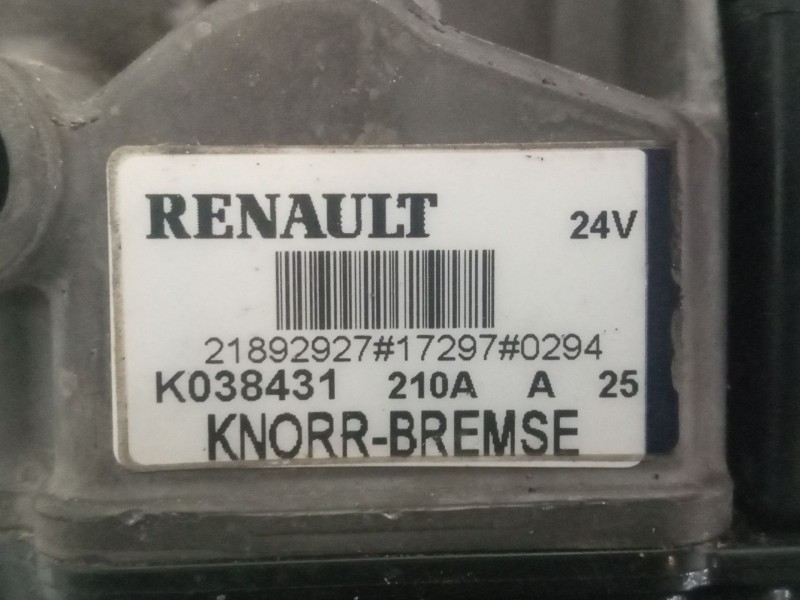 RENAULT 24V
21892927#17297#0294
K038431 210A A 25
KNORR-BREMSE